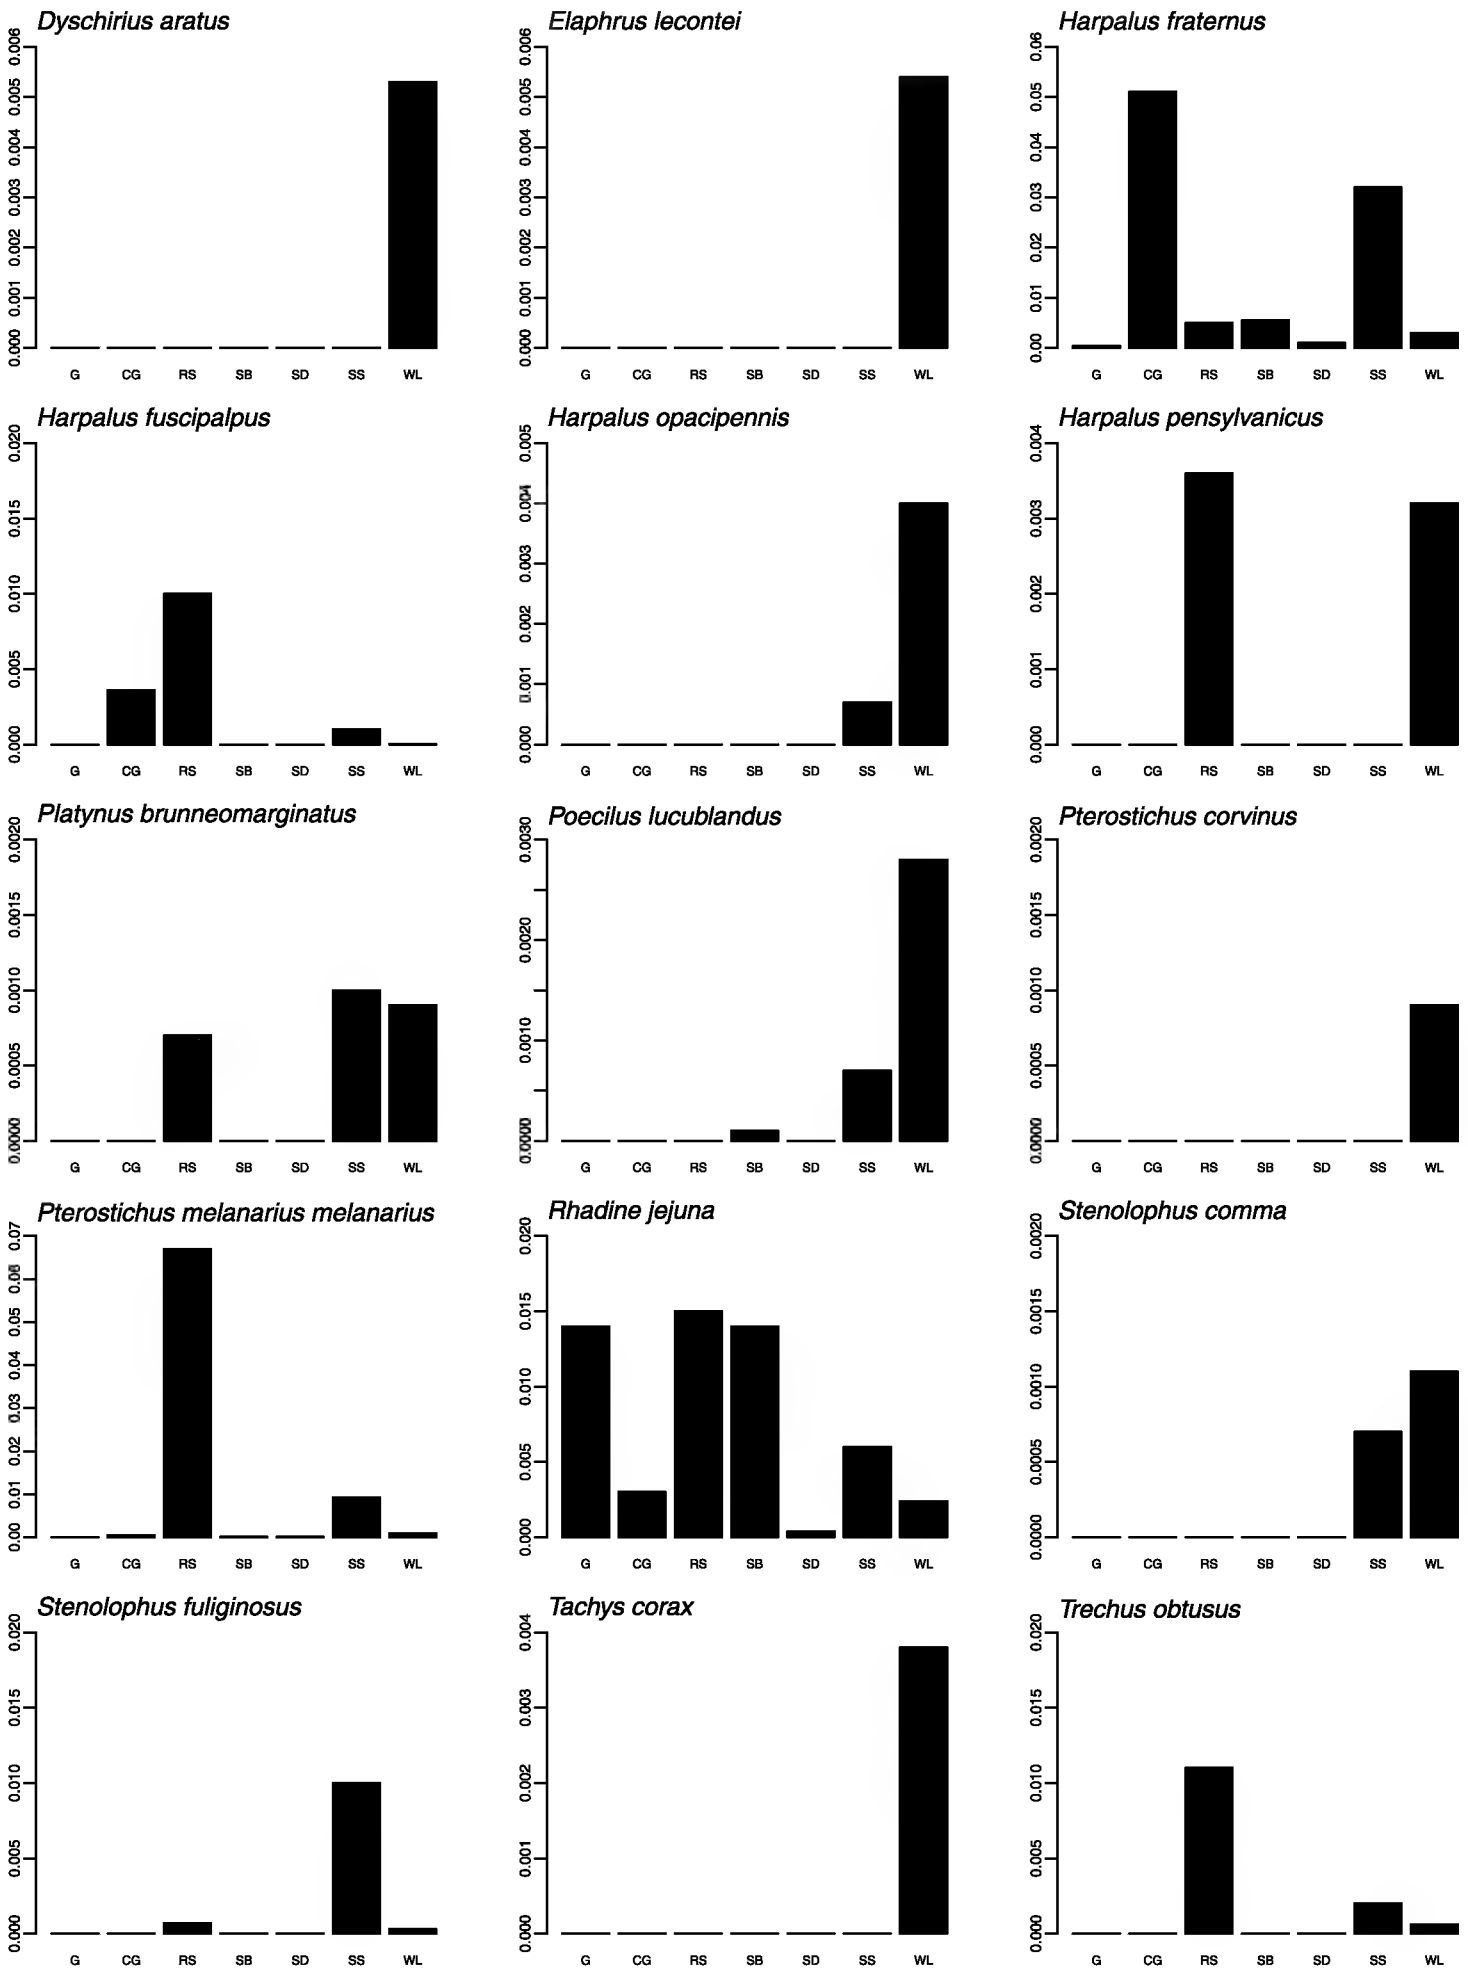 Dyschirius aratus
0.006
0.005
0.004
0.003
0.002
0.001
0.000
G CG RS SB SD SS WL
Elaphrus lecontei
0.006
0.005
0.004
0.003
0.002
0.001
0.000
G CG RS SB SD SS WL
Harpalus fraternus
0.06
0.05
0.04
0.03
0.02
0.01
0.00
G CG RS SB SD SS WL
Harpalus fuscipalpus
0.020
0.015
0.010
0.005
0.000
G CG RS SB SD SS WL
Harpalus opacipennis
0.005
0.004
0.003
0.002
0.001
0.000
G CG RS SB SD SS WL
Harpalus pensylvanicus
0.004
0.003
0.002
0.001
0.000
G CG RS SB SD SS WL
Platynus brunneomarginatus
0.0020
0.0015
0.0010
0.0005
0.0000
G CG RS SB SD SS WL
Poecilus lucublandus
0.0030
0.0020
0.0010
0.0000
G CG RS SB SD SS WL
Pterostichus corvinus
0.0020
0.0015
0.0010
0.0005
0.0000
G CG RS SB SD SS WL
Pterostichus melanarius melanarius
0.07
0.06
0.05
0.04
0.03
0.02
0.01
0.00
G CG RS SB SD SS WL
Rhadine jejuna
0.020
0.015
0.010
0.005
0.000
G CG RS SB SD SS WL
Stenolophus comma
0.0020
0.0015
0.0010
0.0005
0.0000
G CG RS SB SD SS WL
Stenolophus fuliginosus
0.020
0.015
0.010
0.005
0.000
G CG RS SB SD SS WL
Tachys corax
0.004
0.003
0.002
0.001
0.000
G CG RS SB SD SS WL
Trechus obtusus
0.020
0.015
0.010
0.005
0.000
G CG RS SB SD SS WL